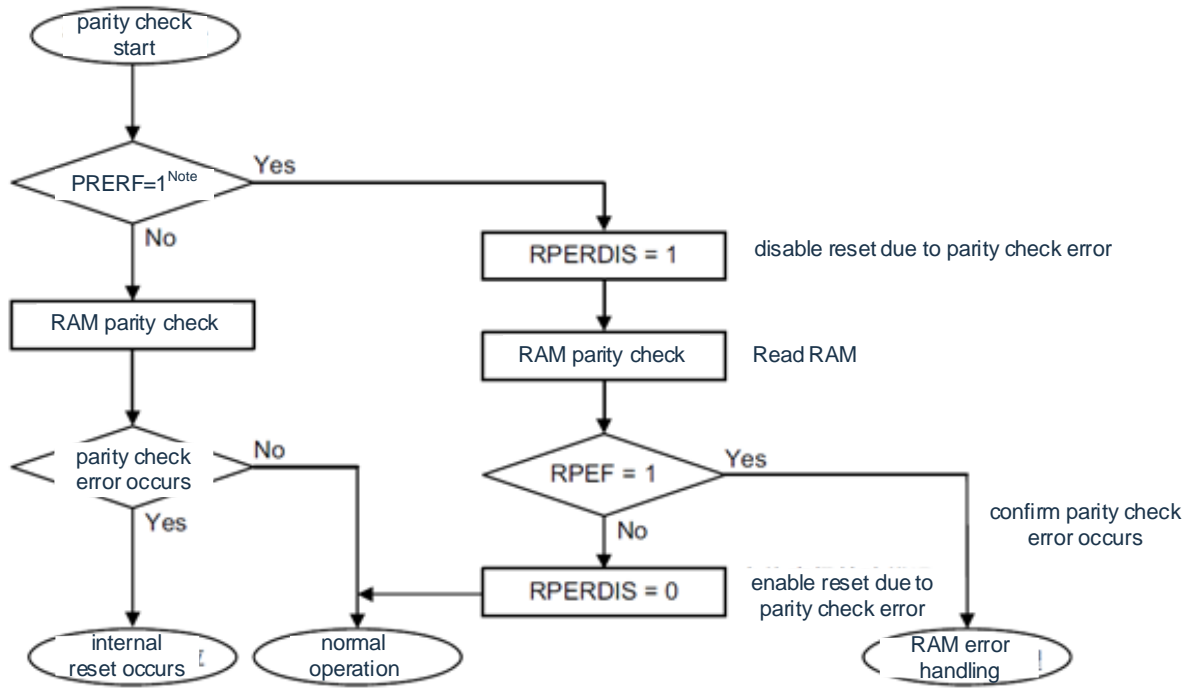 parity check
start
PRERF=1Note
Yes
No
RPERDIS = 1
disable reset due to parity check error
RAM parity check
RAM parity check
Read RAM
parity check
error occurs
No
Yes
RPEF = 1
Yes
No
confirm parity check
error occurs
RPERDIS = 0
enable reset due to
parity check error
internal
reset occurs
normal
operation
RAM error
handling